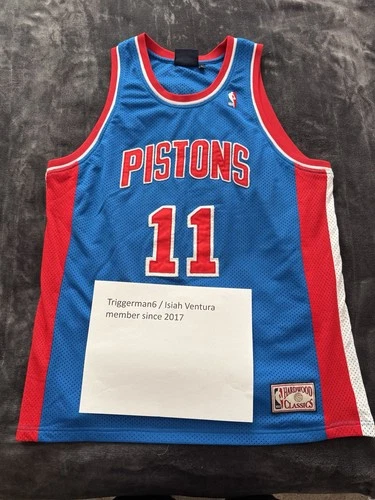 PISTONS
11
Triggerman6 / Isiah Ventura
member since 2017
HARDWOOD
CLASSICS